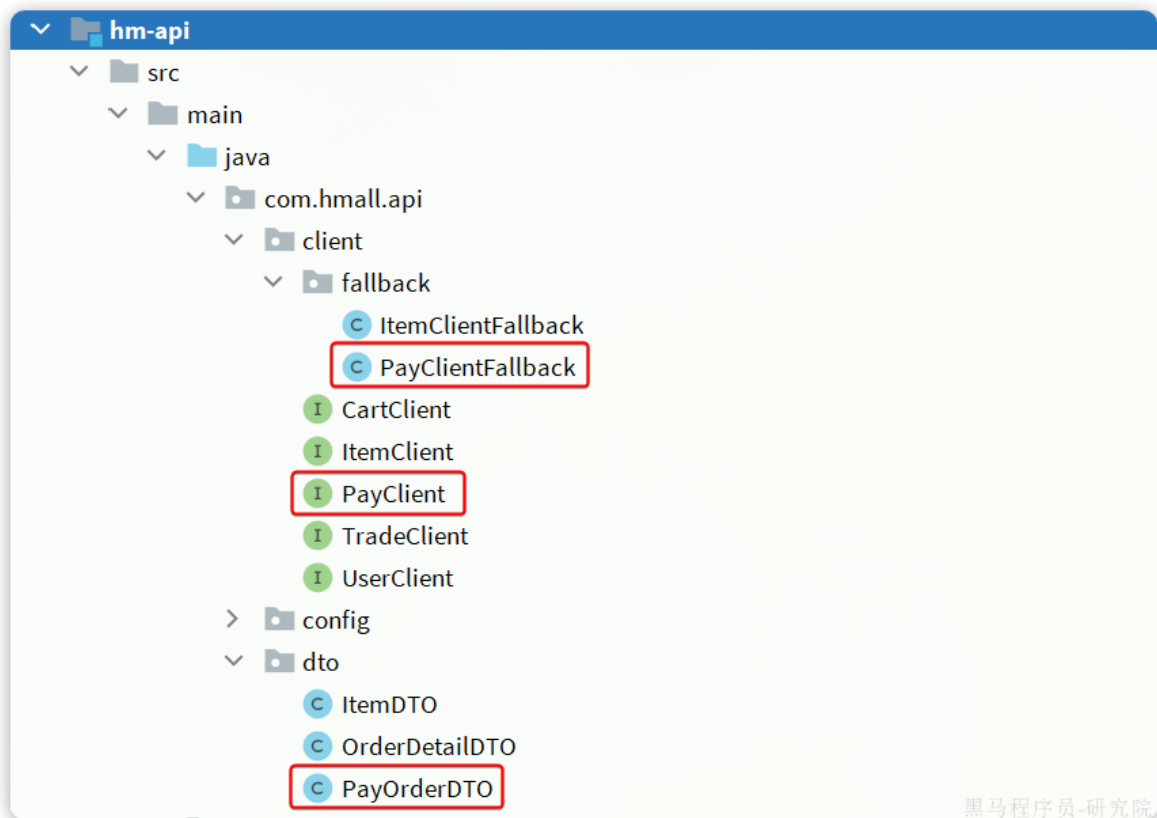 hm-api
src
main
java
com.hmall.api
client
fallback
C ItemClientFallback
C PayClientFallback
I CartClient
I ItemClient
I PayClient
I TradeClient
I UserClient
config
dto
C ItemDTO
C OrderDetailDTO
C PayOrderDTO
黑马程序员-研究院